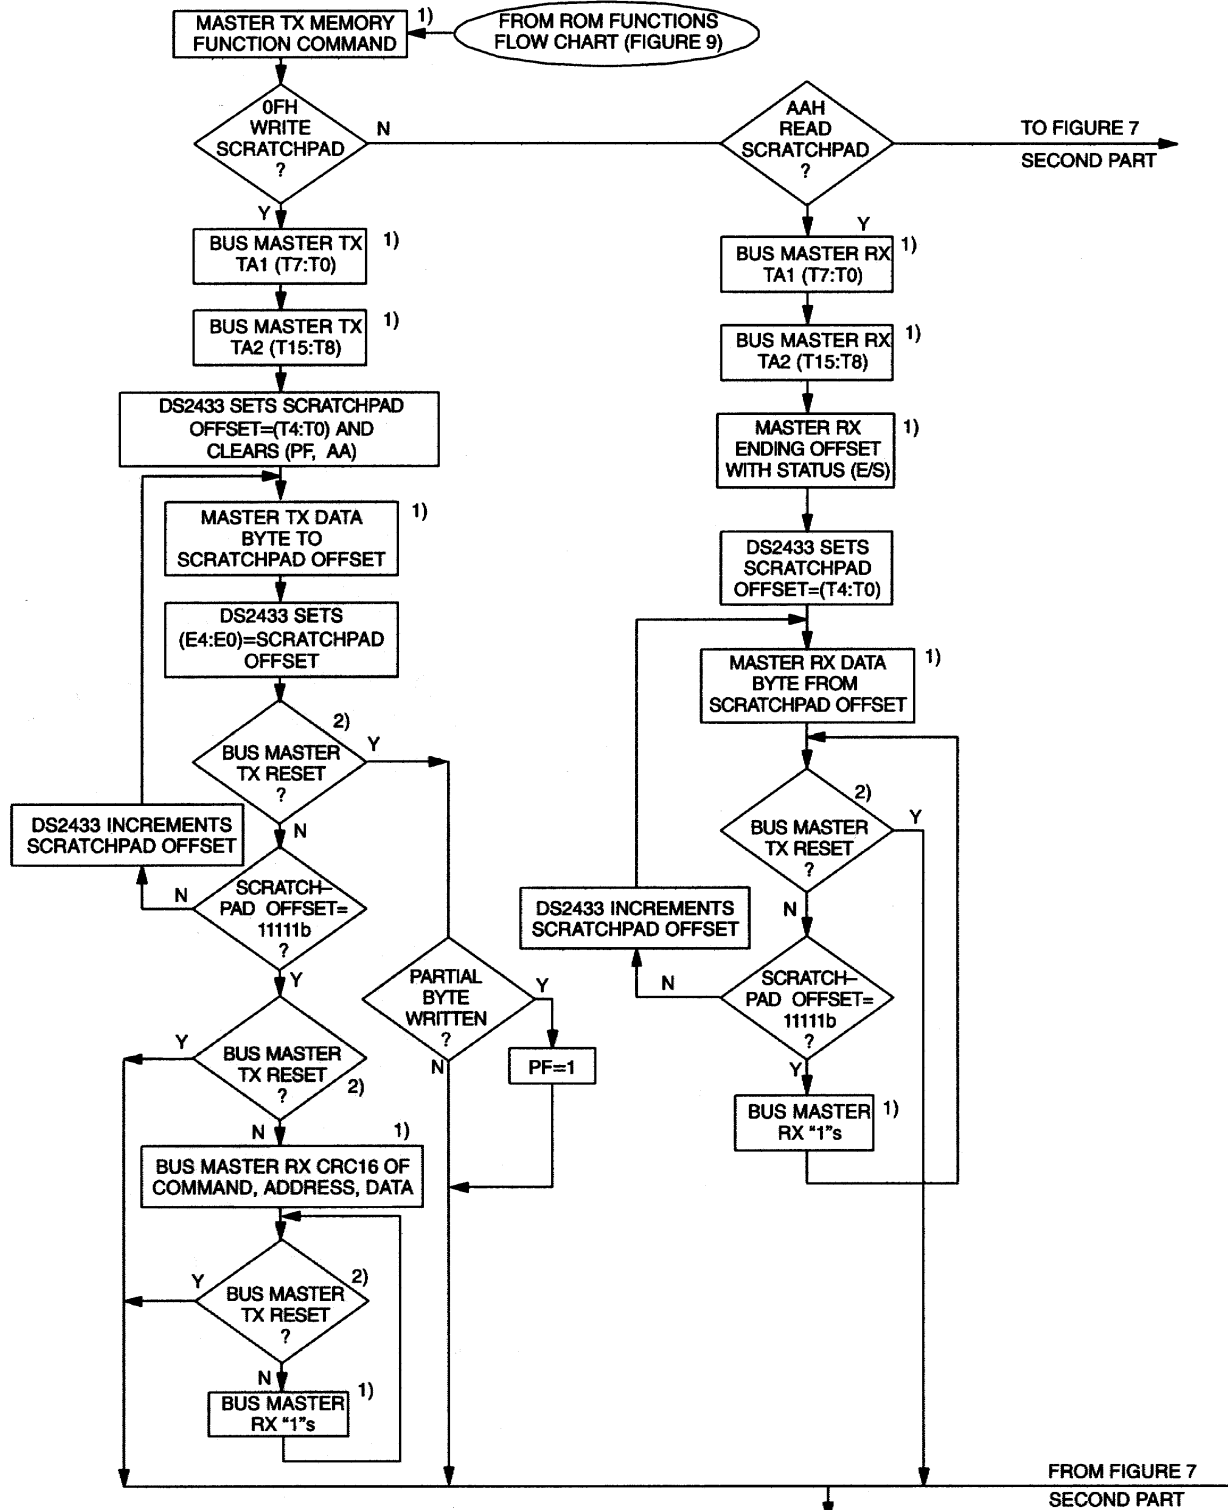 MASTER TX MEMORY
FUNCTION COMMAND
1)
FROM ROM FUNCTIONS
FLOW CHART (FIGURE 9)
0FH
WRITE
SCRATCHPAD
?
N
Y
AAH
READ
SCRATCHPAD
?
Y
TO FIGURE 7
SECOND PART
BUS MASTER TX
TA1 (T7:T0)
1)
BUS MASTER TX
TA2 (T15:T8)
1)
DS2433 SETS SCRATCHPAD
OFFSET=(T4:T0) AND
CLEARS (PF, AA)
MASTER TX DATA
BYTE TO
SCRATCHPAD OFFSET
1)
DS2433 SETS
(E4:E0)=SCRATCHPAD
OFFSET
BUS MASTER
TX RESET
?
2)
Y
N
DS2433 INCREMENTS
SCRATCHPAD OFFSET
N
SCRATCH–
PAD OFFSET=
11111b
?
Y
PARTIAL
BYTE
WRITTEN
?
Y
N
PF=1
BUS MASTER
TX RESET
?
2)
Y
N
1)
BUS MASTER RX CRC16 OF
COMMAND, ADDRESS, DATA
BUS MASTER
TX RESET
?
2)
Y
N
BUS MASTER
RX “1”s
1)
BUS MASTER RX
TA1 (T7:T0)
1)
BUS MASTER RX
TA2 (T15:T8)
1)
MASTER RX
ENDING OFFSET
WITH STATUS (E/S)
1)
DS2433 SETS
SCRATCHPAD
OFFSET=(T4:T0)
MASTER RX DATA
BYTE FROM
SCRATCHPAD OFFSET
1)
BUS MASTER
TX RESET
?
2)
Y
N
DS2433 INCREMENTS
SCRATCHPAD OFFSET
N
SCRATCH–
PAD OFFSET=
11111b
?
Y
BUS MASTER
RX “1”s
1)
FROM FIGURE 7
SECOND PART